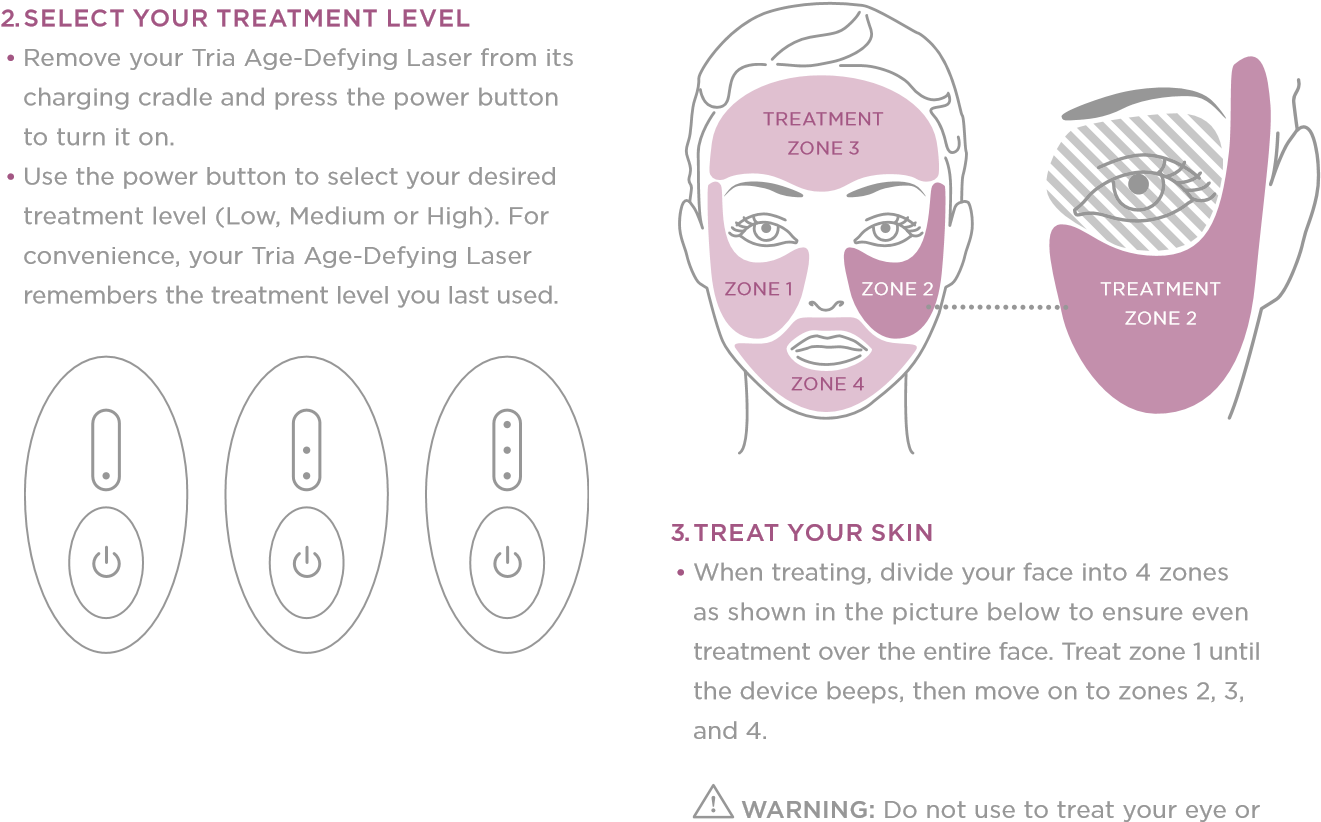 2. SELECT YOUR TREATMENT LEVEL
• Remove your Tria Age-Defying Laser from its
charging cradle and press the power button
to turn it on.
• Use the power button to select your desired
treatment level (Low, Medium or High). For
convenience, your Tria Age-Defying Laser
remembers the treatment level you last used.
TREATMENT
ZONE 3
ZONE 1
ZONE 2
ZONE 4
TREATMENT
ZONE 2
3. TREAT YOUR SKIN
• When treating, divide your face into 4 zones
as shown in the picture below to ensure even
treatment over the entire face. Treat zone 1 until
the device beeps, then move on to zones 2, 3,
and 4.
WARNING: Do not use to treat your eye or